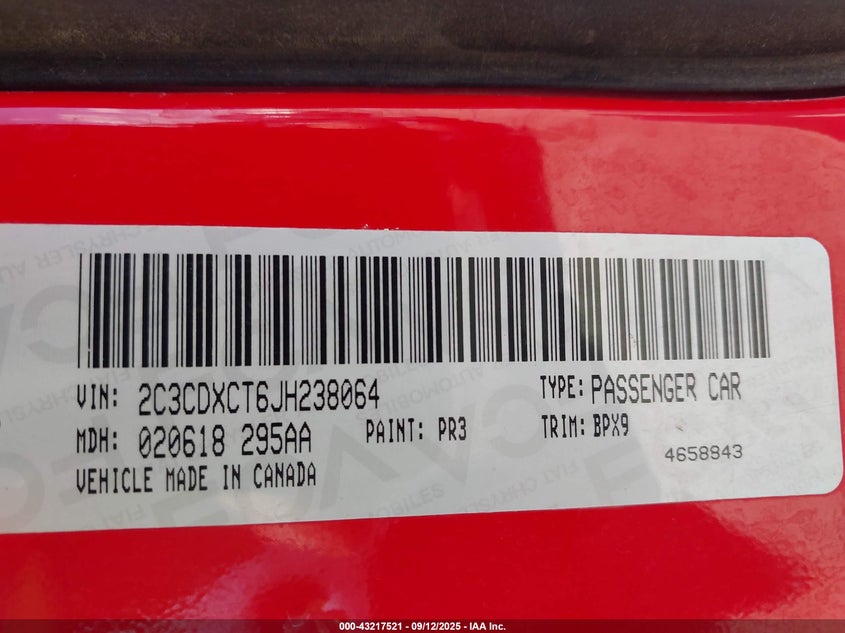 VIN: 2C3CDXCT6JH238064 TYPE: PASSENGER CAR
MDH: 020618 295AA PAINT: PR3 TRIM: BPX9
4658843
VEHICLE MADE IN CANADA
000-43217521 - 09/12/2025 - IAA Inc.